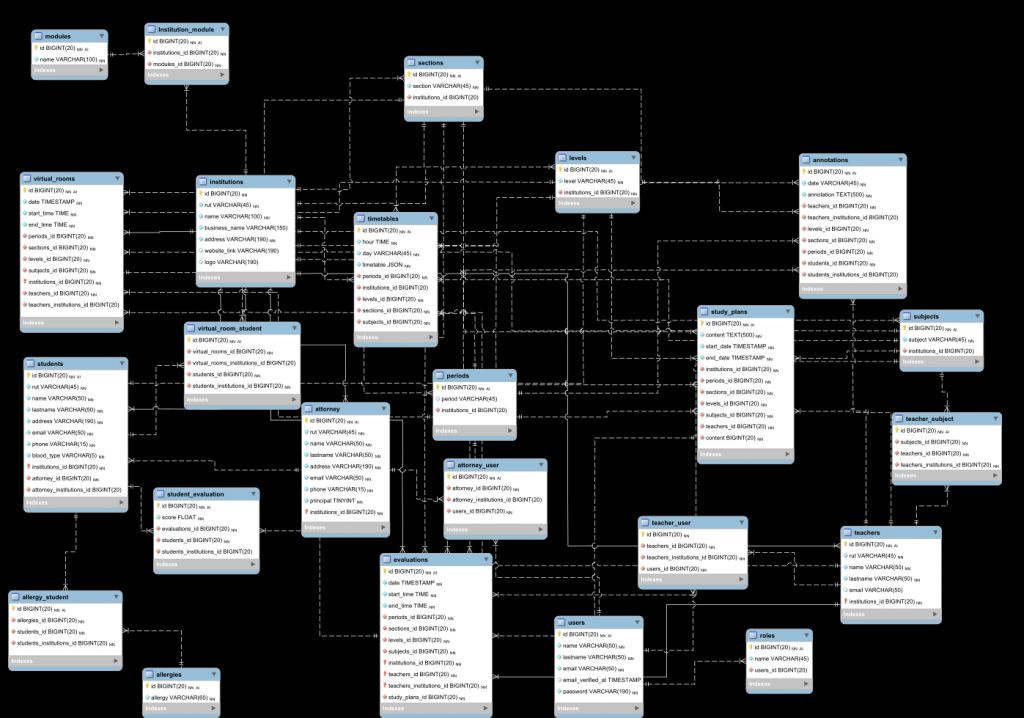 modules
id BIGINT(20) NN AI
name VARCHAR(100) NN
Indexes
Institution_module
id BIGINT(20) NN AI
institutions_id BIGINT(20) NN
modules_id BIGINT(20) NN
Indexes
sections
id BIGINT(20) NN AI
section VARCHAR(45) NN
institutions_id BIGINT(20)
Indexes
virtual_rooms
id BIGINT(20) NN AI
date TIMESTAMP NN
start_time TIME NN
end_time TIME NN
periods_id BIGINT(20) NN
sections_id BIGINT(20) NN
levels_id BIGINT(20) NN
subjects_id BIGINT(20) NN
institutions_id BIGINT(20) NN
teachers_id BIGINT(20) NN
teachers_institutions_id BIGINT(20)
Indexes
institutions
id BIGINT(20) NN AI
rut VARCHAR(45) NN
name VARCHAR(100) NN
business_name VARCHAR(150)
address VARCHAR(190) NN
website_link VARCHAR(190)
logo VARCHAR(190)
Indexes
timetables
id BIGINT(20) NN AI
hour TIME NN
day VARCHAR(45) NN
timetable JSON NN
periods_id BIGINT(20) NN
institutions_id BIGINT(20)
levels_id BIGINT(20) NN
sections_id BIGINT(20) NN
subjects_id BIGINT(20) NN
Indexes
levels
id BIGINT(20) NN AI
level VARCHAR(45) NN
institutions_id BIGINT(20) NN
Indexes
annotations
id BIGINT(20) NN AI
date VARCHAR(45) NN
annotation TEXT(500) NN
teachers_id BIGINT(20) NN
teachers_institutions_id BIGINT(20)
levels_id BIGINT(20) NN
sections_id BIGINT(20) NN
periods_id BIGINT(20) NN
students_id BIGINT(20) NN
students_institutions_id BIGINT(20)
Indexes
virtual_room_student
id BIGINT(20) NN AI
virtual_rooms_id BIGINT(20) NN
virtual_rooms_institutions_id BIGINT(20)
students_id BIGINT(20) NN
students_institutions_id BIGINT(20) NN
Indexes
study_plans
id BIGINT(20) NN AI
content TEXT(500) NN
start_date TIMESTAMP NN
end_date TIMESTAMP NN
institutions_id BIGINT(20) NN
periods_id BIGINT(20) NN
sections_id BIGINT(20) NN
levels_id BIGINT(20) NN
subjects_id BIGINT(20) NN
teachers_id BIGINT(20) NN
content BIGINT(20) NN
Indexes
subjects
id BIGINT(20) NN AI
subject VARCHAR(45) NN
institutions_id BIGINT(20) NN
Indexes
students
id BIGINT(20) NN AI
rut VARCHAR(45) NN
name VARCHAR(50) NN
lastname VARCHAR(50) NN
address VARCHAR(190) NN
email VARCHAR(50) NN
phone VARCHAR(15) NN
blood_type VARCHAR(5) NN
institutions_id BIGINT(20) NN
attorney_id BIGINT(20) NN
attorney_institutions_id BIGINT(20)
Indexes
periods
id BIGINT(20) NN AI
period VARCHAR(45)
institutions_id BIGINT(20)
Indexes
attorney
id BIGINT(20) NN AI
rut VARCHAR(45) NN
name VARCHAR(50) NN
lastname VARCHAR(50) NN
address VARCHAR(190) NN
email VARCHAR(50) NN
phone VARCHAR(15) NN
principal TINYINT NN
institutions_id BIGINT(20) NN
Indexes
teacher_subject
id BIGINT(20) NN AI
subjects_id BIGINT(20) NN
teachers_id BIGINT(20) NN
teachers_institutions_id BIGINT(20) NN
Indexes
attorney_user
id BIGINT(20) NN AI
attorney_id BIGINT(20) NN
attorney_institutions_id BIGINT(20)
users_id BIGINT(20) NN
Indexes
student_evaluation
id BIGINT(20) NN AI
score FLOAT NN
evaluations_id BIGINT(20) NN
students_id BIGINT(20) NN
students_institutions_id BIGINT(20)
Indexes
teacher_user
id BIGINT(20) NN
teachers_id BIGINT(20) NN
teachers_institutions_id BIGINT(20) NN
users_id BIGINT(20) NN
Indexes
teachers
id BIGINT(20) NN AI
rut VARCHAR(45) NN
name VARCHAR(50) NN
lastname VARCHAR(50) NN
email VARCHAR(50)
institutions_id BIGINT(20) NN
Indexes
evaluations
id BIGINT(20) NN AI
date TIMESTAMP NN
start_time TIME NN
end_time TIME NN
periods_id BIGINT(20) NN
sections_id BIGINT(20) NN
levels_id BIGINT(20) NN
subjects_id BIGINT(20) NN
institutions_id BIGINT(20) NN
teachers_id BIGINT(20) NN
teachers_institutions_id BIGINT(20) NN
study_plans_id BIGINT(20) NN
Indexes
allergy_student
id BIGINT(20) NN AI
allergies_id BIGINT(20) NN
students_id BIGINT(20) NN
students_institutions_id BIGINT(20) NN
Indexes
users
id BIGINT(20) NN AI
name VARCHAR(50) NN
lastname VARCHAR(50) NN
email VARCHAR(50) NN
email_verified_at TIMESTAMP
password VARCHAR(190) NN
Indexes
roles
id BIGINT(20) NN AI
name VARCHAR(45) NN
users_id BIGINT(20)
Indexes
allergies
id BIGINT(20) NN AI
allergy VARCHAR(60) NN
Indexes